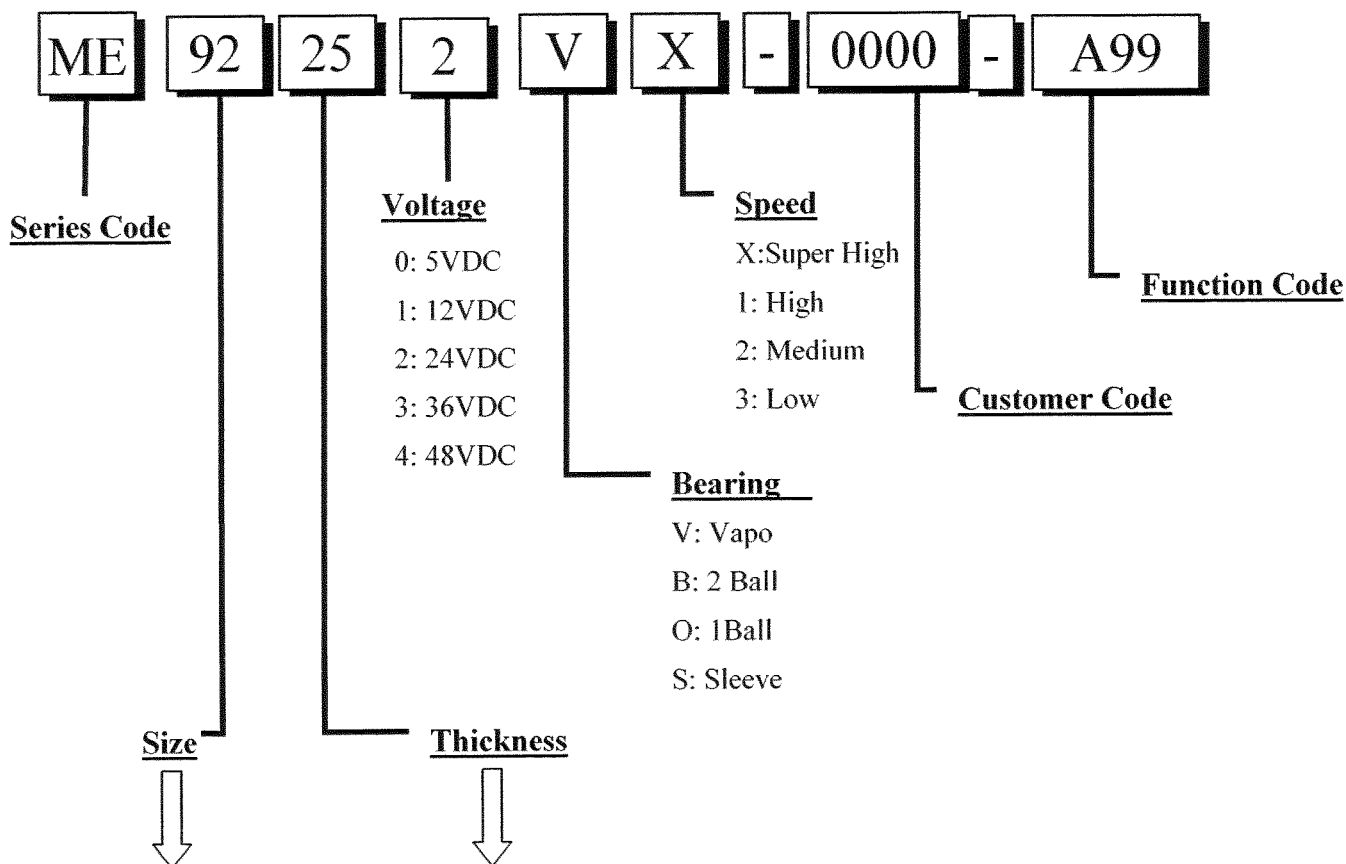 ME 92 25 2 V X - 0000 - A99
Series Code
Voltage
0: 5VDC
1: 12VDC
2: 24VDC
3: 36VDC
4: 48VDC
Speed
X:Super High
1: High
2: Medium
3: Low
Function Code
Customer Code
Bearing
V: Vapo
B: 2 Ball
O: 1Ball
S: Sleeve
Size
Thickness